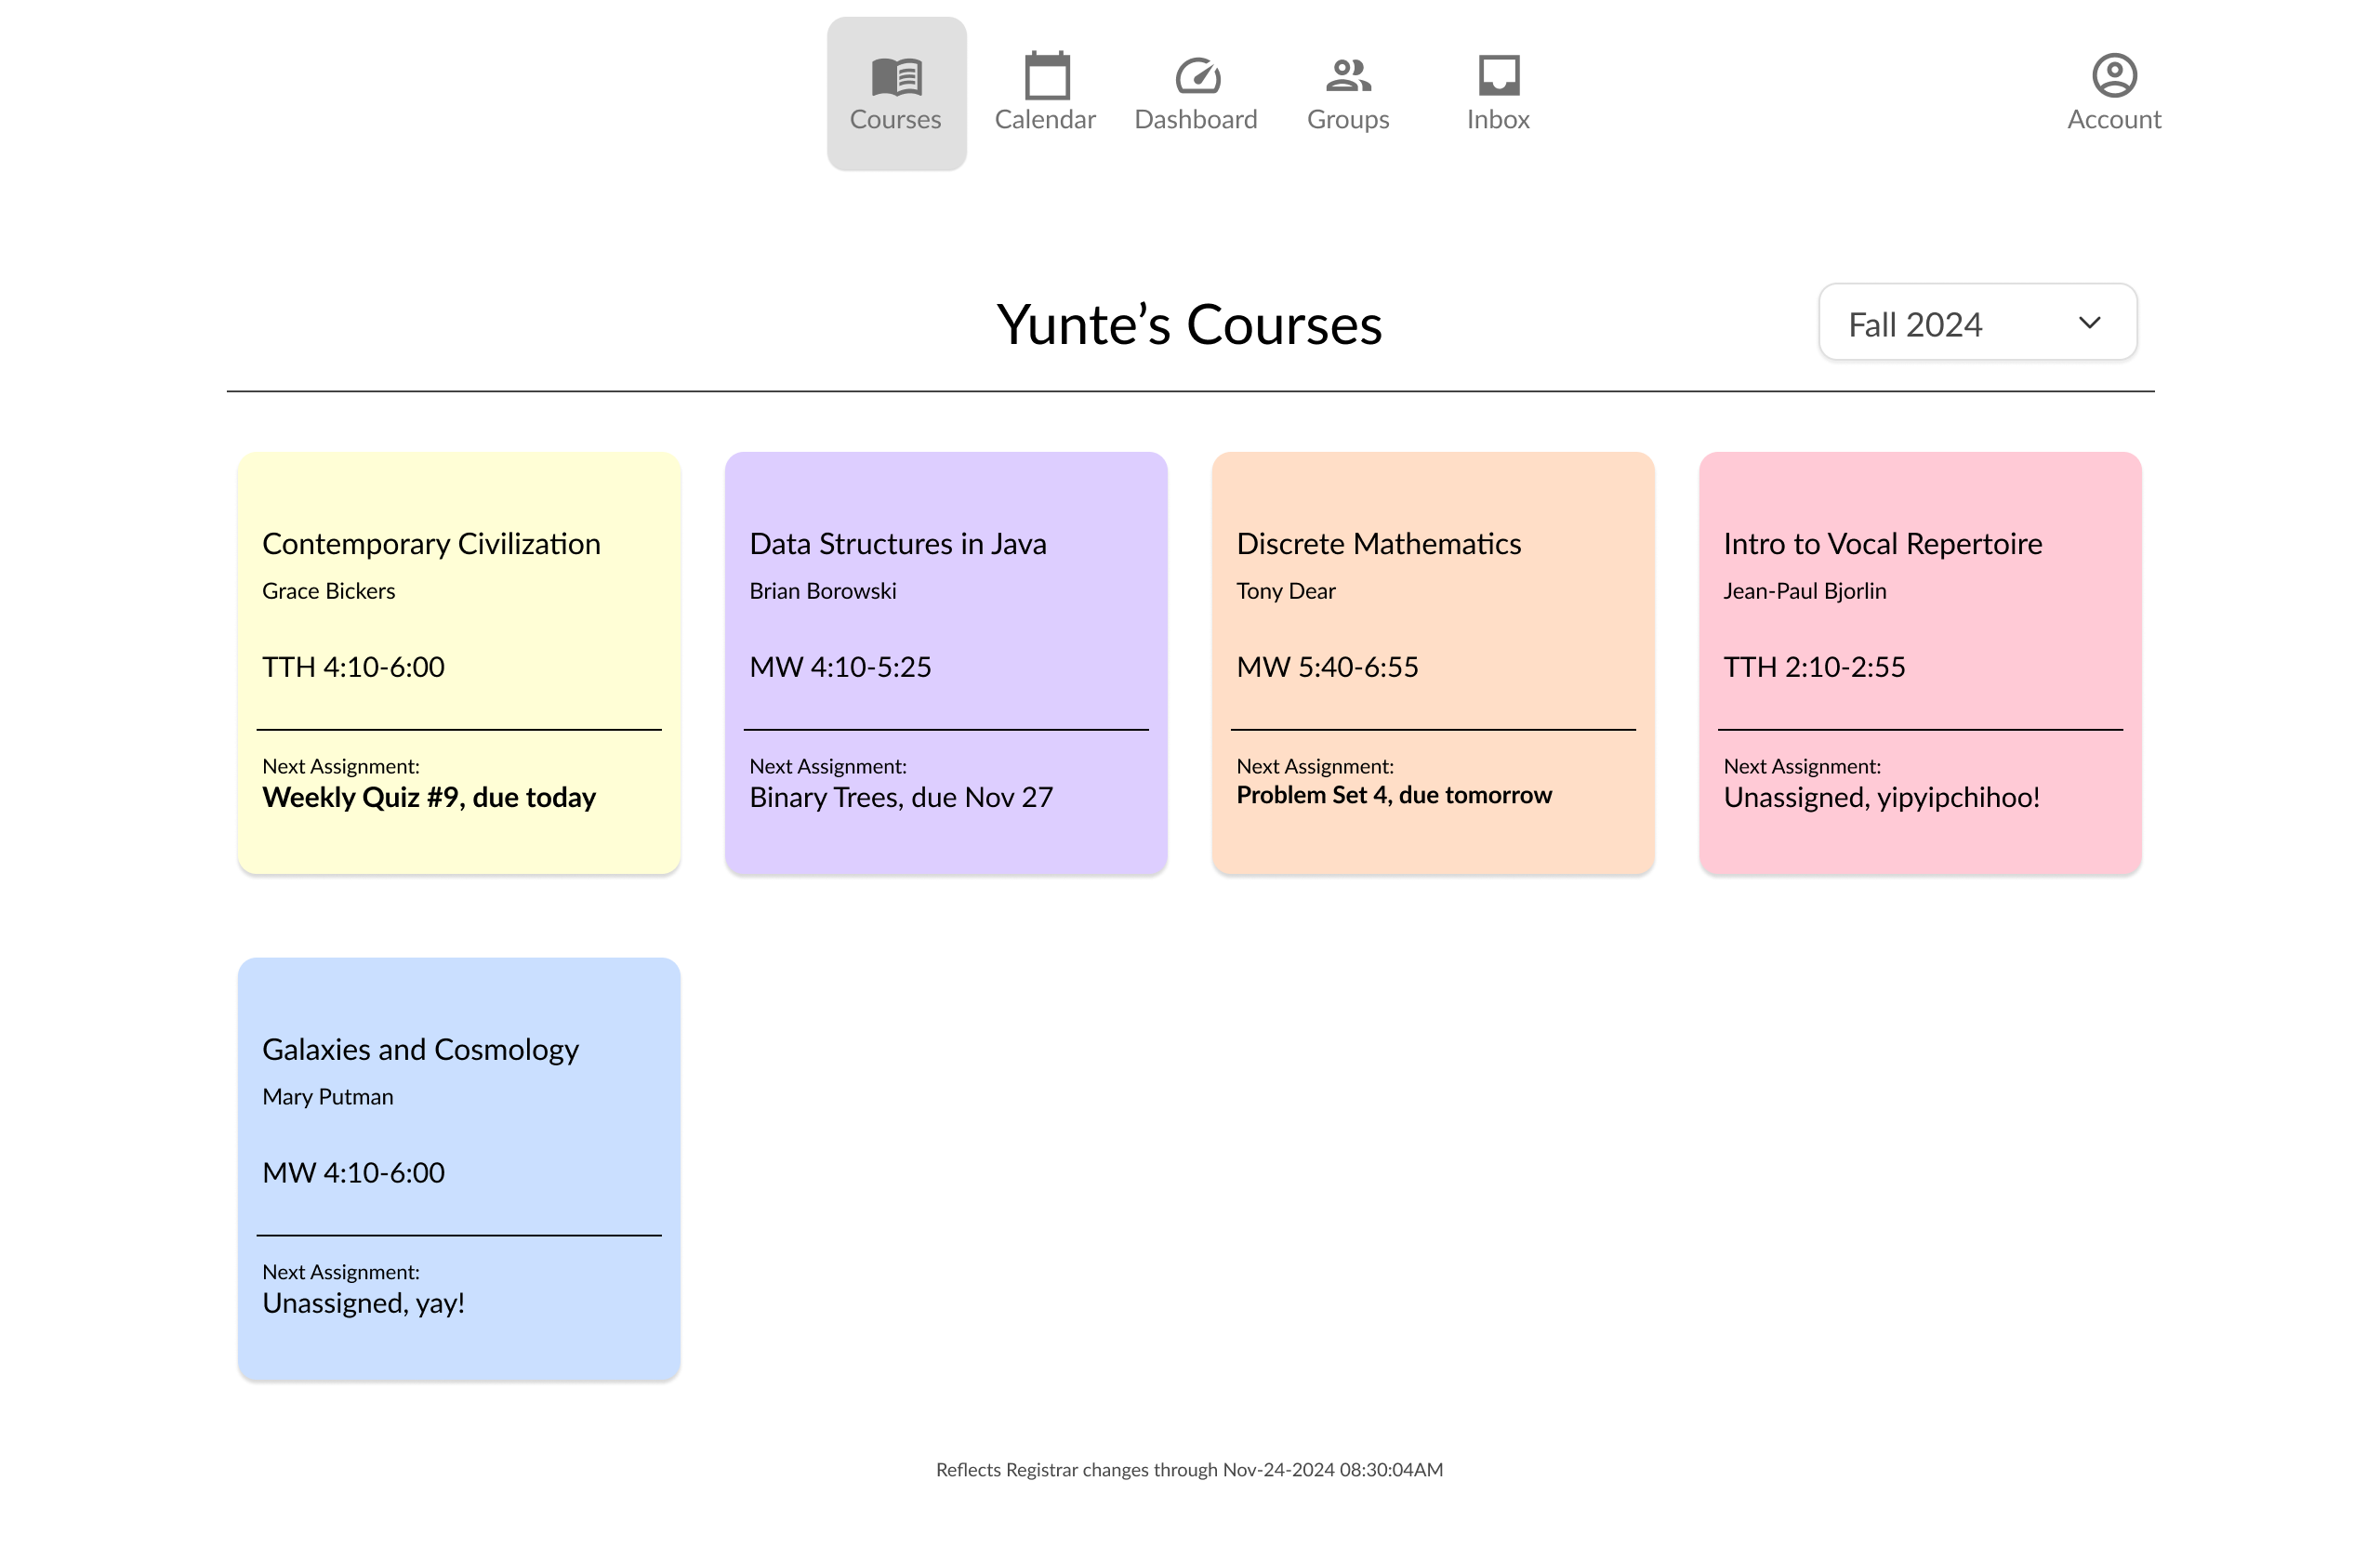 Courses
Calendar
Dashboard
Groups
Inbox
Account
Yunte’s Courses
Fall 2024
Contemporary Civilization
Grace Bickers
TTH 4:10-6:00
Next Assignment:
Weekly Quiz #9, due today
Data Structures in Java
Brian Borowski
MW 4:10-5:25
Next Assignment:
Binary Trees, due Nov 27
Discrete Mathematics
Tony Dear
MW 5:40-6:55
Next Assignment:
Problem Set 4, due tomorrow
Intro to Vocal Repertoire
Jean-Paul Bjorlin
TTH 2:10-2:55
Next Assignment:
Unassigned, yipyipchihoo!
Galaxies and Cosmology
Mary Putman
MW 4:10-6:00
Next Assignment:
Unassigned, yay!
Reflects Registrar changes through Nov-24-2024 08:30:04AM